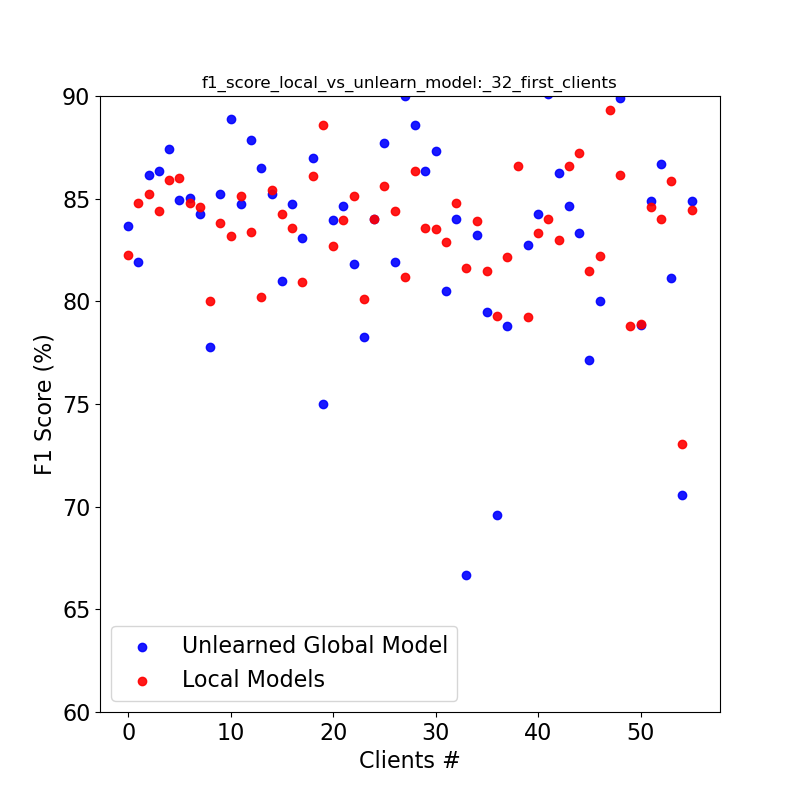 f1_score_local_vs_unlearn_model:_32_first_clients
90
85
80
75
70
65
60
F1 Score (%)
Unlearned Global Model
Local Models
0 10 20 30 40 50
Clients #